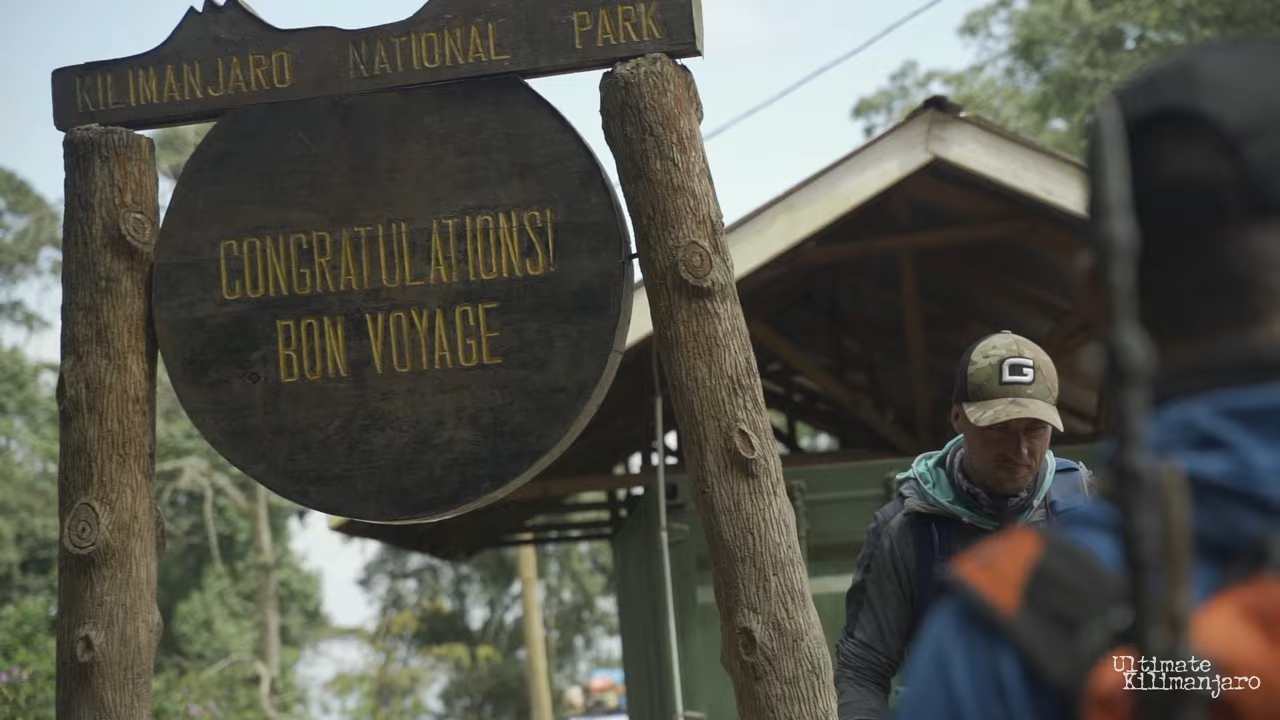 KILIMANJARO NATIONAL PARK
CONGRATULATIONS!
BON VOYAGE
G
Ultimate
Kilimanjaro